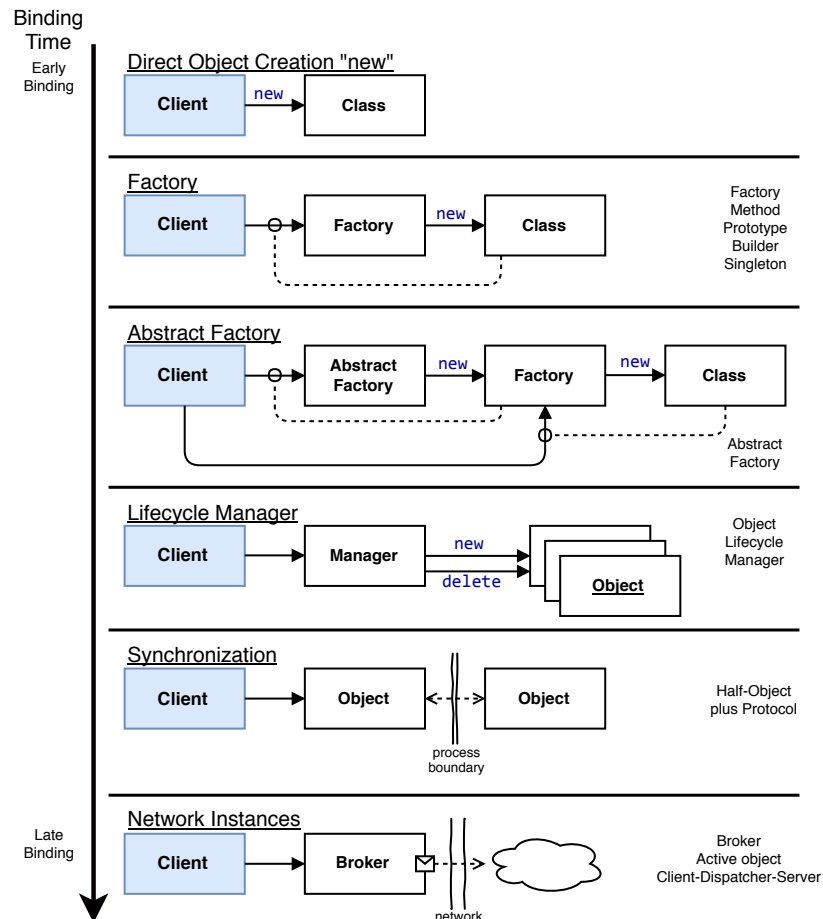 Binding
Time
Early
Binding
Direct Object Creation "new"
Client
new
Class
Factory
Client
Factory
new
Class
Factory
Method
Prototype
Builder
Singleton
Abstract Factory
Client
Abstract
Factory
new
Factory
new
Class
Abstract
Factory
Lifecycle Manager
Client
Manager
new
delete
Object
Object
Lifecycle
Manager
Synchronization
Client
Object
process
boundary
Object
Half-Object
plus Protocol
Late
Binding
Network Instances
Client
Broker
network
Broker
Active object
Client-Dispatcher-Server